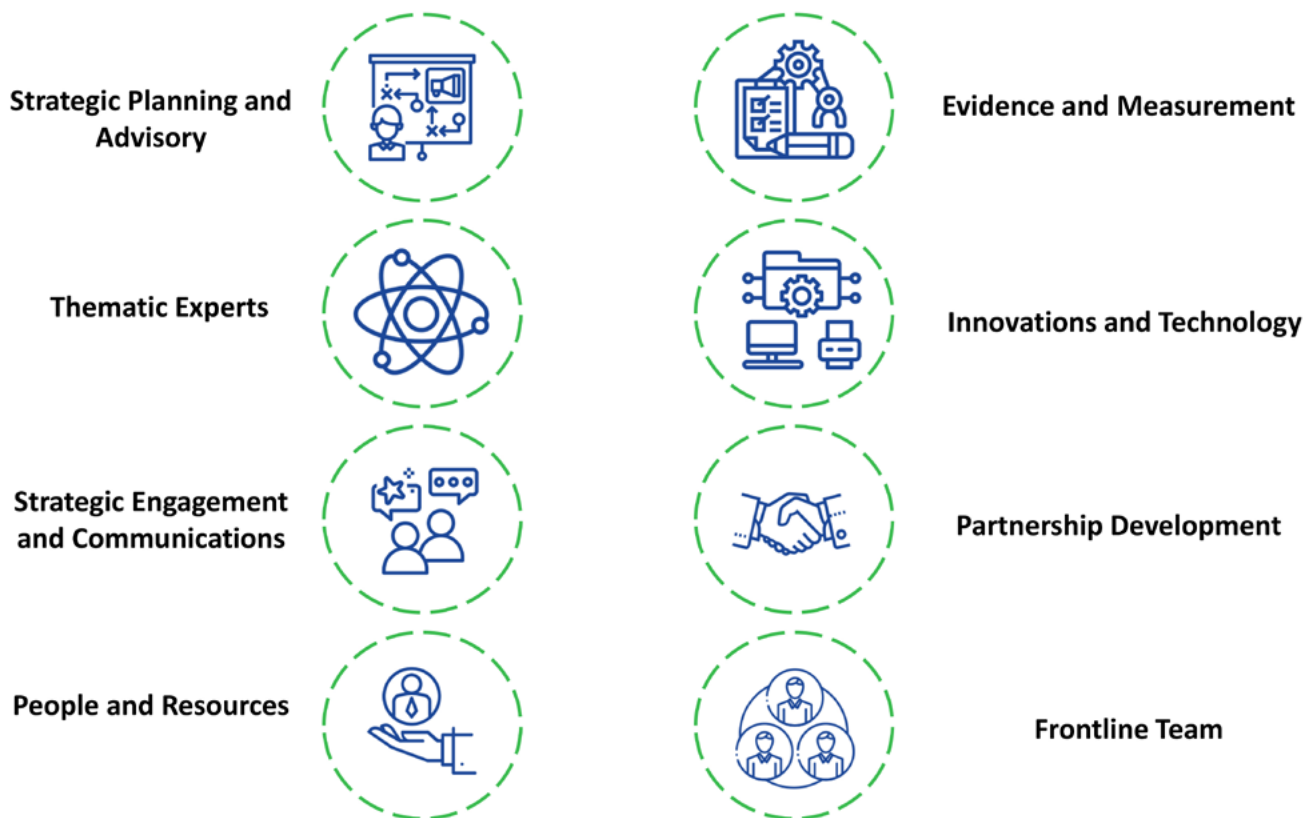 Strategic Planning and
Advisory
Evidence and Measurement
Thematic Experts
Innovations and Technology
Strategic Engagement
and Communications
Partnership Development
People and Resources
Frontline Team